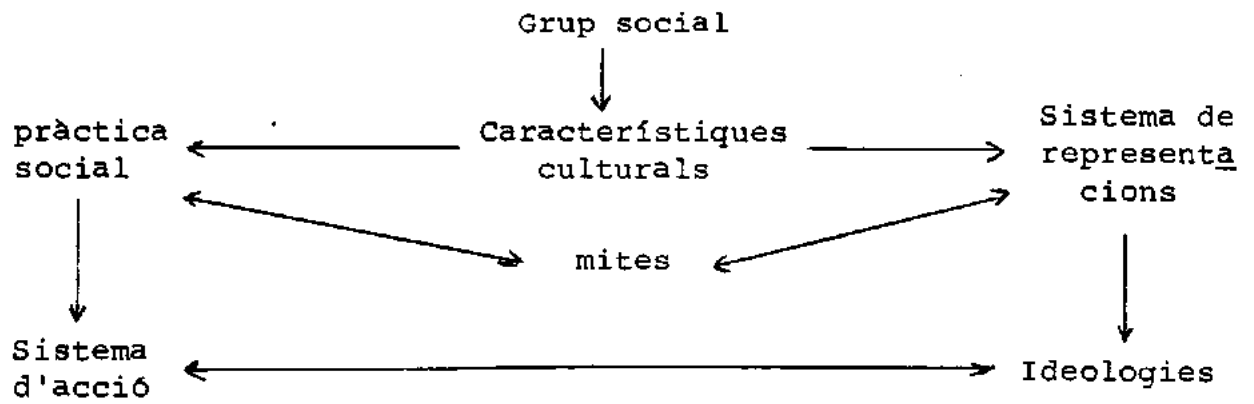 Grup social
pràctica
social
Característiques
culturals
Sistema de
representa
cions
mites
Sistema
d'acció
Ideologies